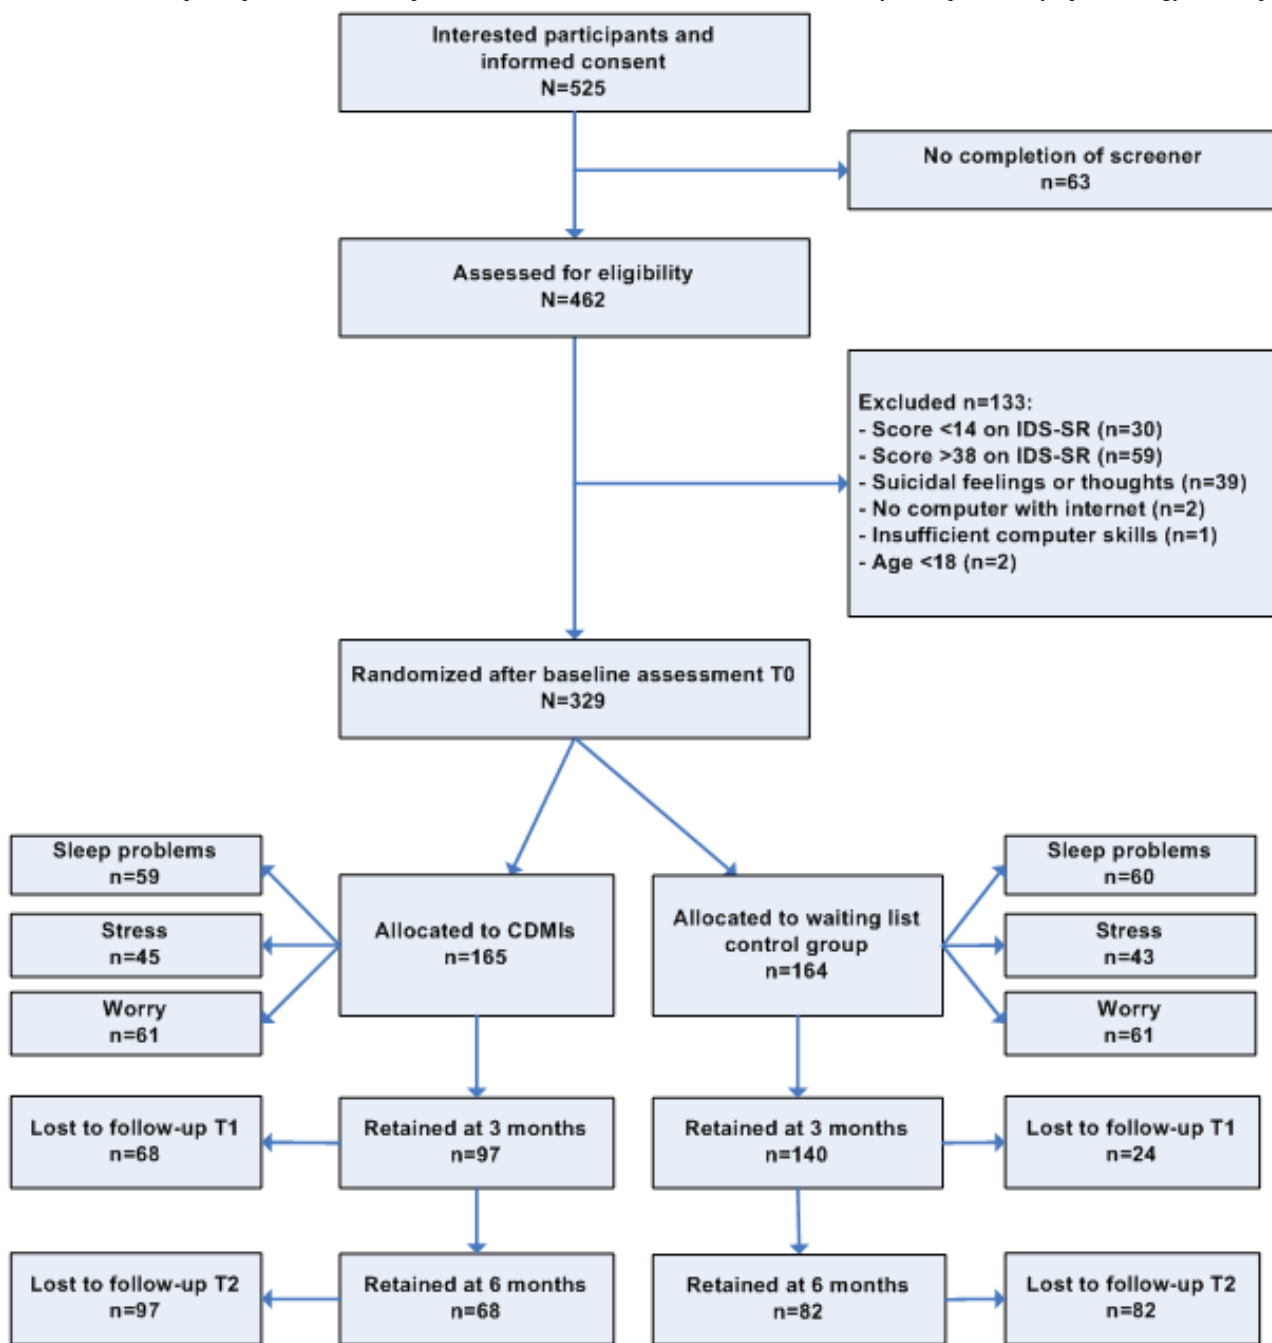 Interested participants and
informed consent
N=525
No completion of screener
n=63
Assessed for eligibility
N=462
Excluded n=133:
- Score <14 on IDS-SR (n=30)
- Score >38 on IDS-SR (n=59)
- Suicidal feelings or thoughts (n=39)
- No computer with internet (n=2)
- Insufficient computer skills (n=1)
- Age <18 (n=2)
Randomized after baseline assessment T0
N=329
Sleep problems
n=59
Stress
n=45
Worry
n=61
Allocated to CDMIs
n=165
Allocated to waiting list
control group
n=164
Sleep problems
n=60
Stress
n=43
Worry
n=61
Lost to follow-up T1
n=68
Retained at 3 months
n=97
Retained at 3 months
n=140
Lost to follow-up T1
n=24
Lost to follow-up T2
n=97
Retained at 6 months
n=68
Retained at 6 months
n=82
Lost to follow-up T2
n=82